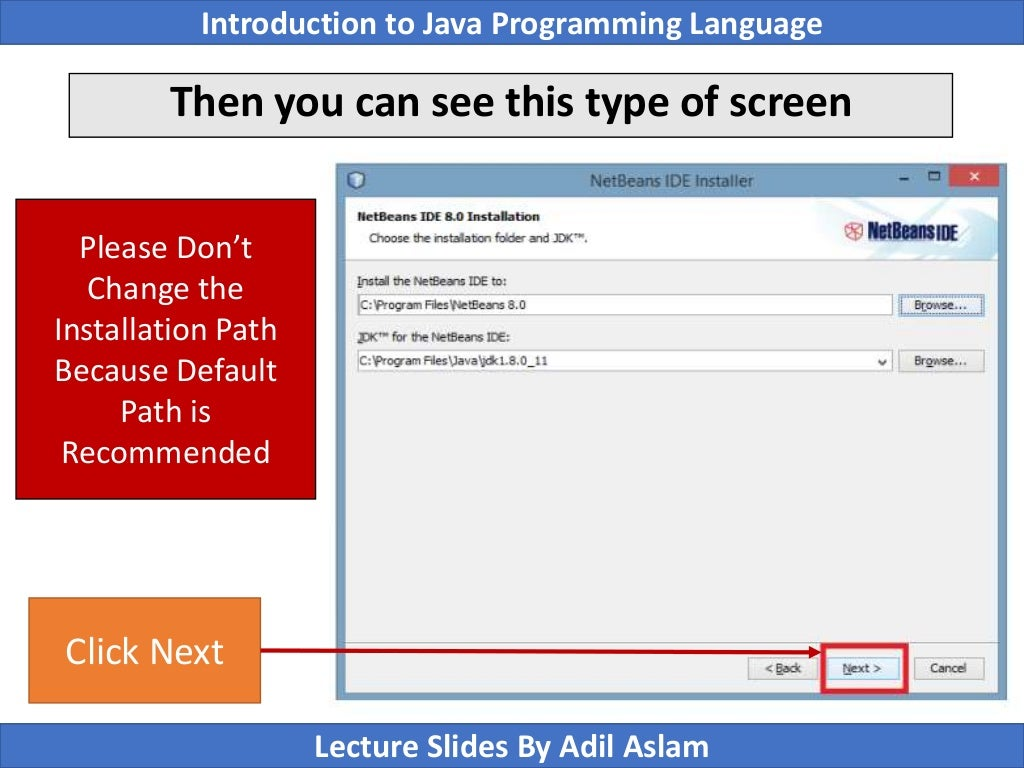 Introduction to Java Programming Language
Then you can see this type of screen
Please Don’t
Change the
Installation Path
Because Default
Path is
Recommended
NetBeans IDE Installer
NetBeans IDE 8.0 Installation
Choose the installation folder and JDK™.
NetBeans IDE
Install the NetBeans IDE to:
C:\Program Files\NetBeans 8.0
Browse...
JDK™ for the NetBeans IDE:
C:\Program Files\Java\jdk1.8.0_11
Browse...
Click Next
< Back
Next >
Cancel
Lecture Slides By Adil Aslam